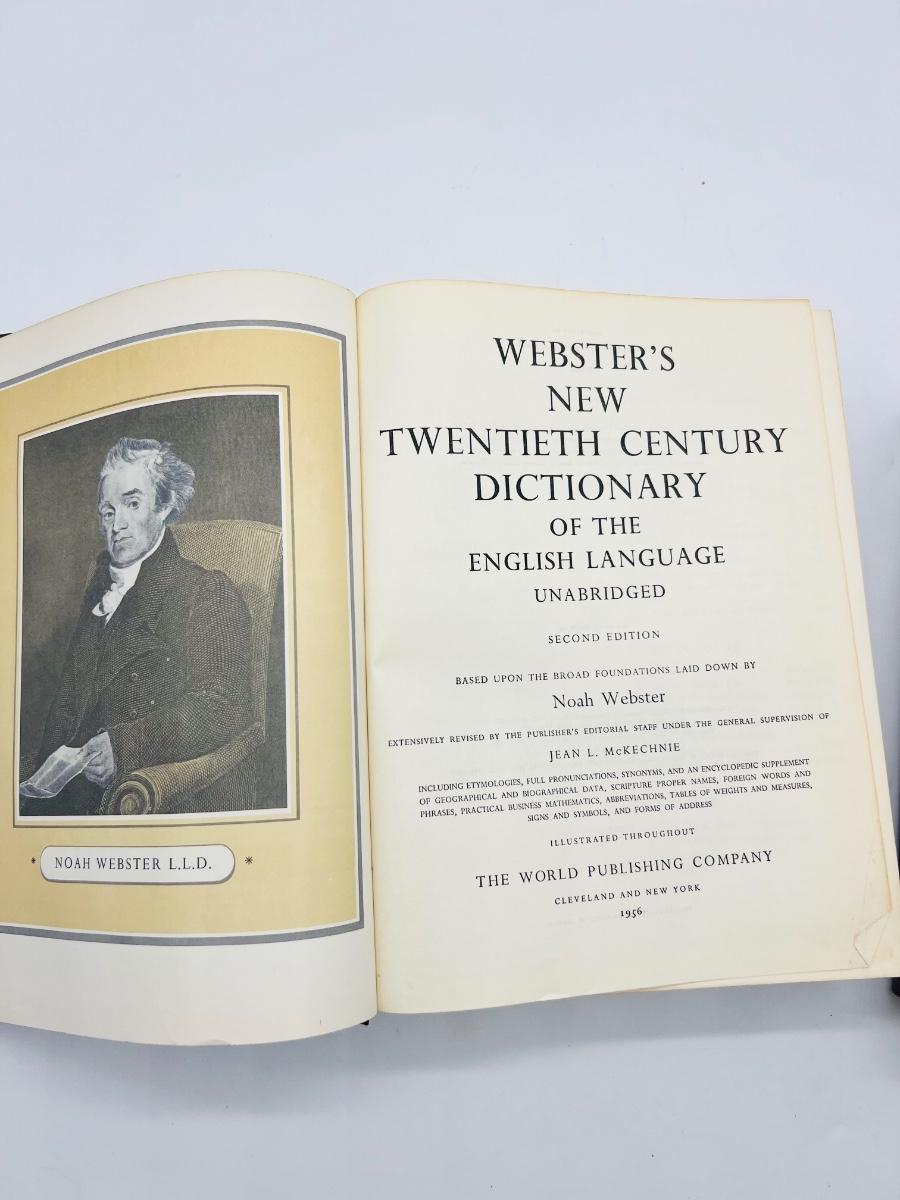 NOAH WEBSTER L.L.D.
WEBSTER'S
NEW
TWENTIETH CENTURY
DICTIONARY
OF THE
ENGLISH LANGUAGE
UNABRIDGED
SECOND EDITION
BASED UPON THE BROAD FOUNDATIONS LAID DOWN BY
Noah Webster
EXTENSIVELY REVISED BY THE PUBLISHER'S EDITORIAL STAFF UNDER THE GENERAL SUPERVISION OF
JEAN L. McKECHNIE
INCLUDING ETYMOLOGIES, FULL PRONUNCIATIONS, SYNONYMS, AND AN ENCYCLOPEDIC SUPPLEMENT
OF GEOGRAPHICAL AND BIOGRAPHICAL DATA, SCRIPTURE PROPER NAMES, FOREIGN WORDS AND
PHRASES, PRACTICAL BUSINESS MATHEMATICS, ABBREVIATIONS, TABLES OF WEIGHTS AND MEASURES,
SIGNS AND SYMBOLS, AND FORMS OF ADDRESS
ILLUSTRATED THROUGHOUT
THE WORLD PUBLISHING COMPANY
CLEVELAND AND NEW YORK
1956